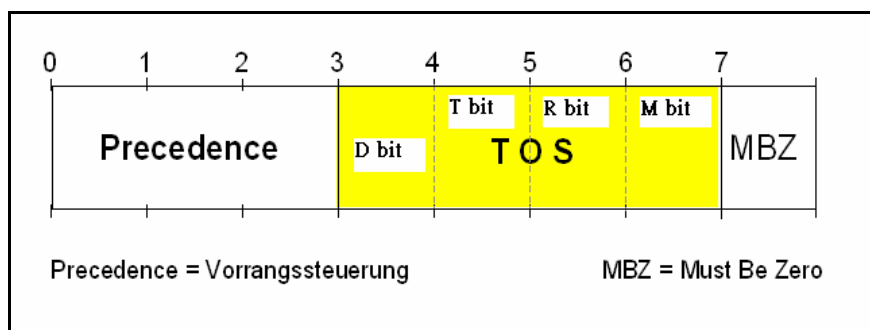 0 1 2 3 4 5 6 7
T bit R bit M bit
Precedence D bit T O S MBZ
Precedence = Vorrangssteuerung MBZ = Must Be Zero